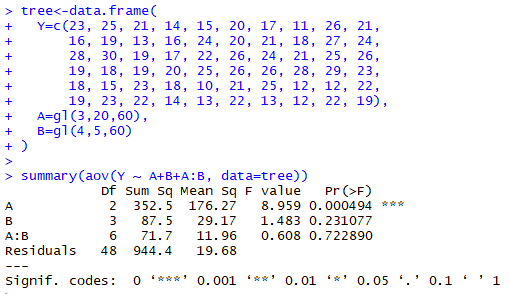 > tree<-data.frame(
+   Y=c(23, 25, 21, 14, 15, 20, 17, 11, 26, 21,
+       16, 19, 13, 16, 24, 20, 21, 18, 27, 24,
+       28, 30, 19, 17, 22, 26, 24, 21, 25, 26,
+       19, 18, 19, 20, 25, 26, 26, 28, 29, 23,
+       18, 15, 23, 18, 10, 21, 25, 12, 12, 22,
+       19, 23, 22, 14, 13, 22, 13, 12, 22, 19),
+   A=gl(3,20,60),
+   B=gl(4,5,60)
+ )
>
> summary(aov(Y ~ A+B+A:B, data=tree))
            Df Sum Sq Mean Sq F value   Pr(>F)
A            2  352.5  176.27   8.959 0.000494 ***
B            3   87.5   29.17   1.483 0.231077
A:B          6   71.7   11.96   0.608 0.722890
Residuals   48  944.4   19.68
---
Signif. codes:  0 ‘***’ 0.001 ‘**’ 0.01 ‘*’ 0.05 ‘.’ 0.1 ‘ ’ 1